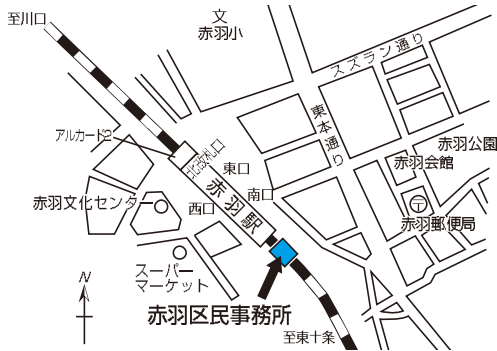 至川口
文
赤羽小
スズラン通り
東本通り
アルカード
北改札口
東口
赤羽公園
赤羽会館
赤羽駅
南口
西口
赤羽文化センター
〒
赤羽郵便局
スーパー
マーケット
N
赤羽区民事務所
至東十条